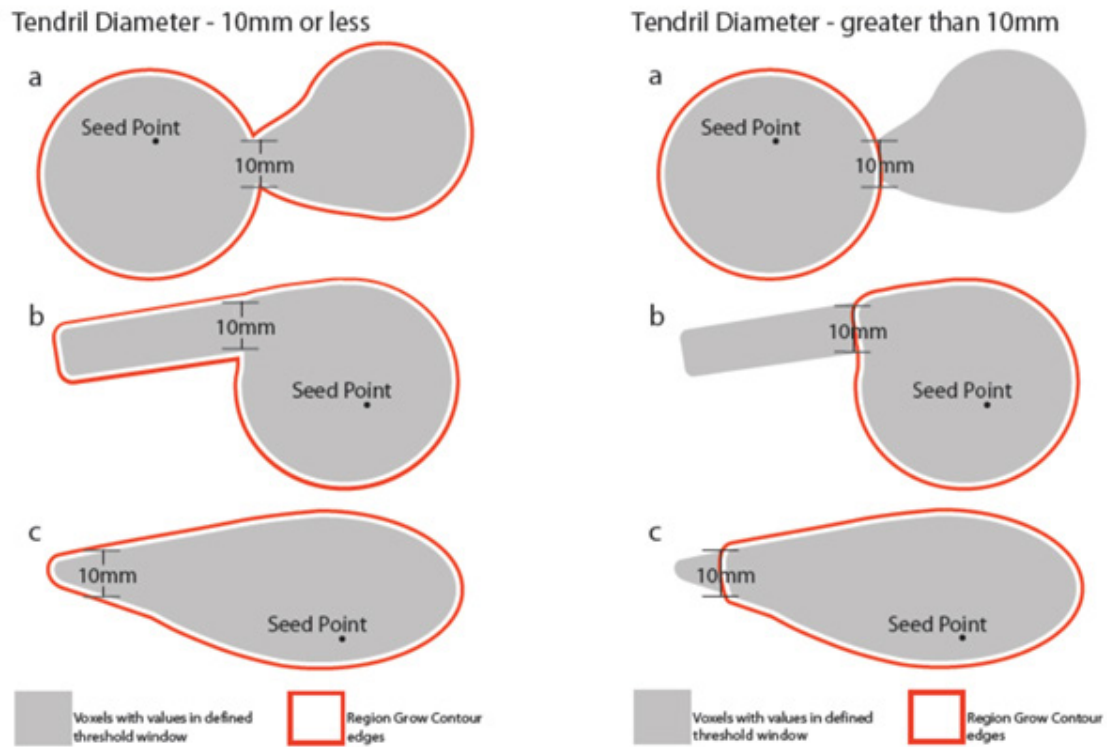 Tendril Diameter - 10mm or less
a
Seed Point
10mm
b
10mm
Seed Point
c
10mm
Seed Point
Voxels with values in defined
threshold window
Region Grow Contour
edges
Tendril Diameter - greater than 10mm
a
Seed Point
10mm
b
10mm
Seed Point
c
10mm
Seed Point
Voxels with values in defined
threshold window
Region Grow Contour
edges